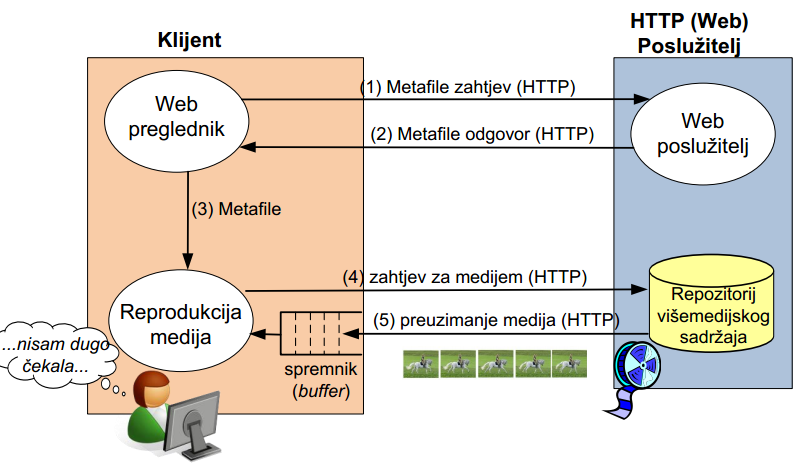 Klijent
HTTP (Web)
Poslužitelj
Web
preglednik
(1) Metafile zahtjev (HTTP)
(2) Metafile odgovor (HTTP)
Web
poslužitelj
(3) Metafile
(4) zahtjev za medijem (HTTP)
Reprodukcija
medija
(5) preuzimanje medija (HTTP)
Repozitorij
višemedijskog
sadržaja
spremnik
(buffer)
...nisam dugo
čekala...